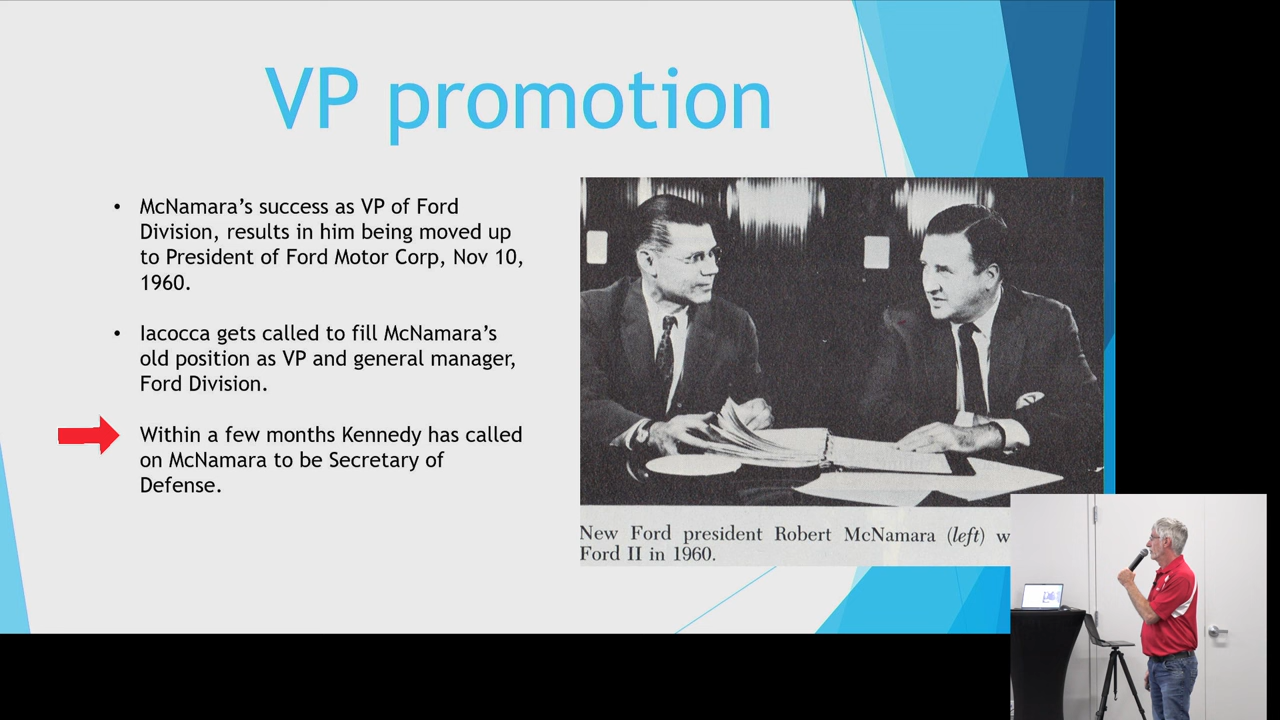 VP promotion
• McNamara’s success as VP of Ford
Division, results in him being moved up
to President of Ford Motor Corp, Nov 10,
1960.
• Iacocca gets called to fill McNamara’s
old position as VP and general manager,
Ford Division.
Within a few months Kennedy has called
on McNamara to be Secretary of
Defense.
New Ford president Robert McNamara (left) w
Ford II in 1960.